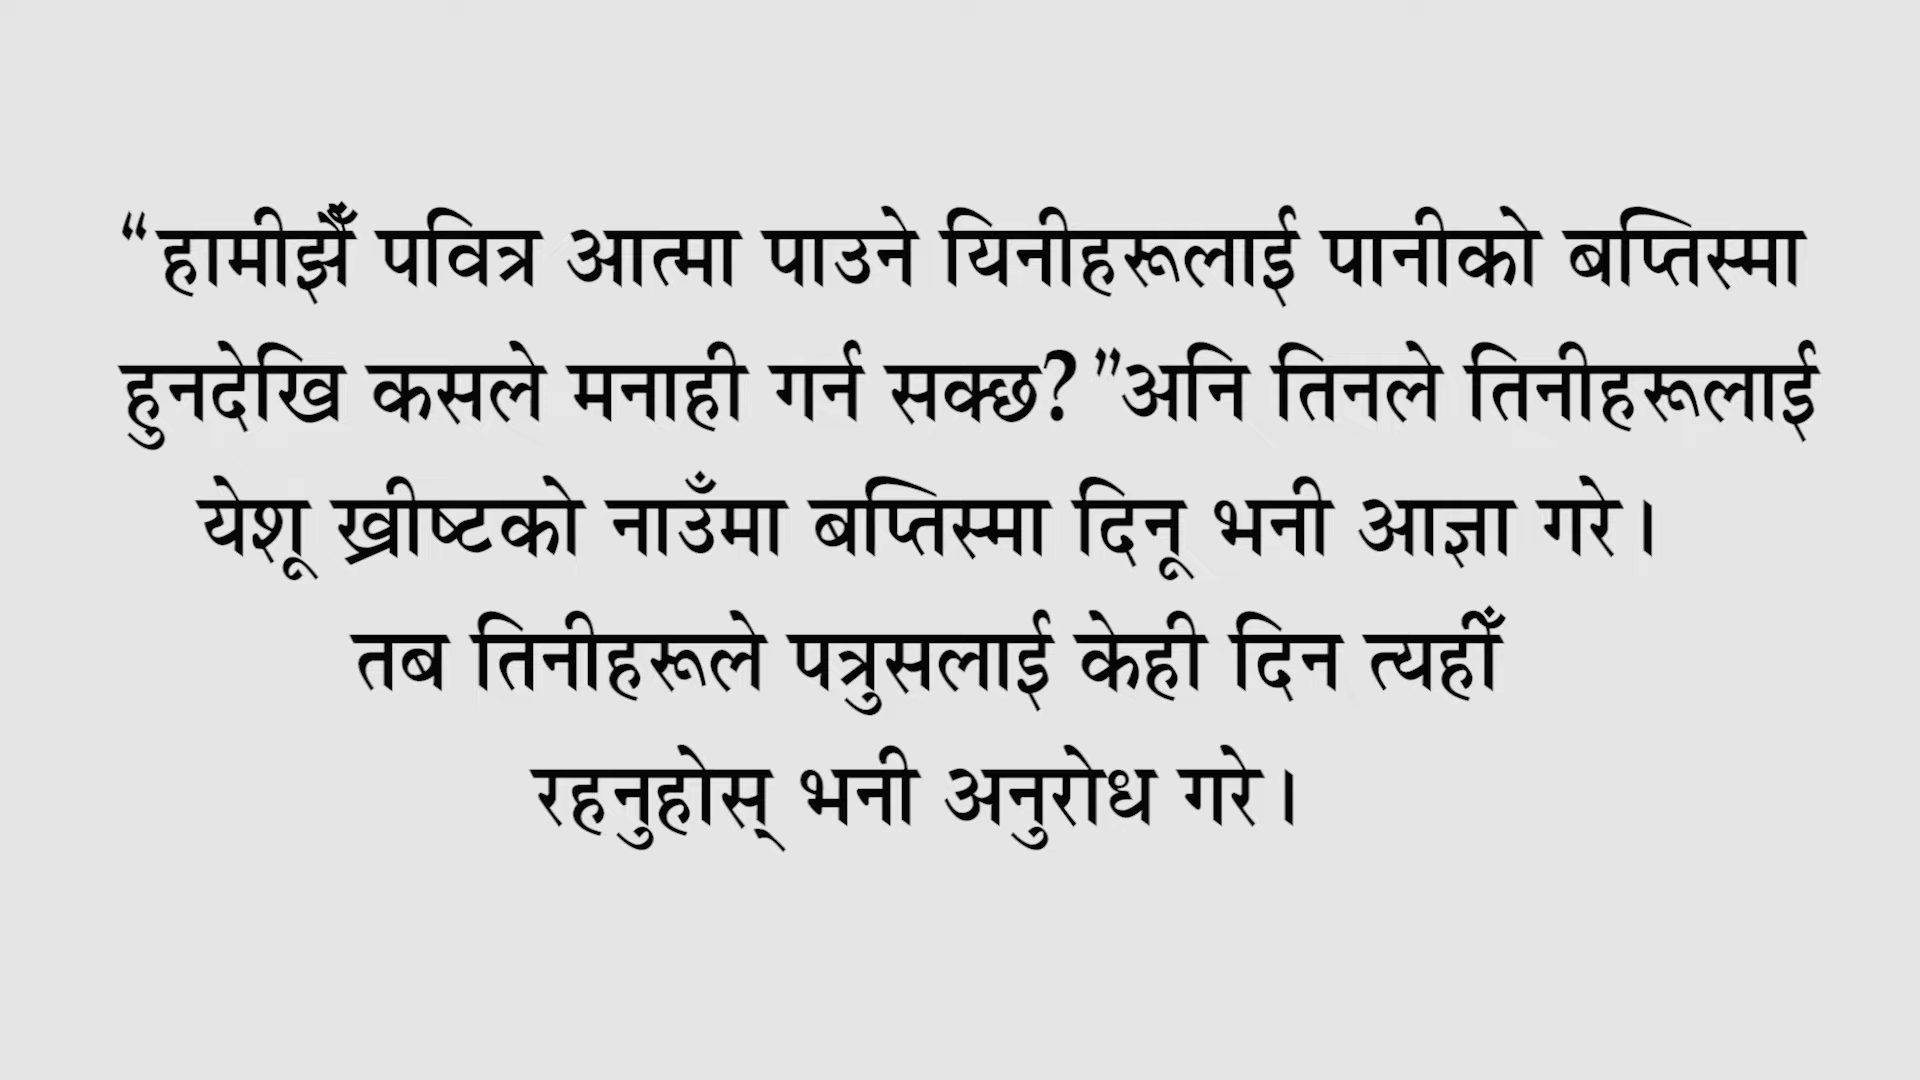 “हामीझैँ पवित्र आत्मा पाउने यिनीहरूलाई पानीको बप्तिस्मा
हुनदेखि कसले मनाही गर्न सक्छ?”अनि तिनले तिनीहरूलाई
येशू ख्रीष्टको नाउँमा बप्तिस्मा दिनू भनी आज्ञा गरे।
तब तिनीहरूले पत्रुसलाई केही दिन त्यहीँ
रहनुहोस् भनी अनुरोध गरे।